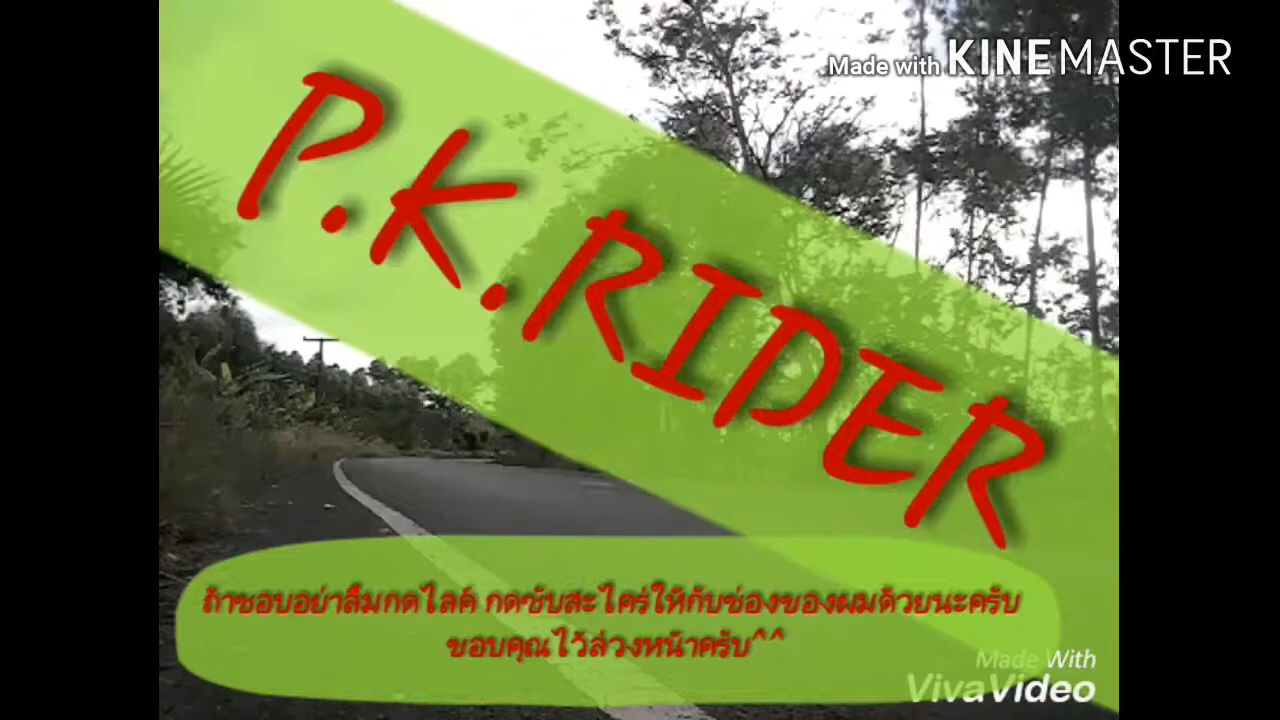 Made with KINEMASTER
P.K.RIDER
ถ้าชอบอย่าลืมกดไลค์ กดซับสะไคร่ให้กับช่องของผมด้วยนะครับ
ขอบคุณไว้ล่วงหน้าครับ^^
Made With
VivaVideo